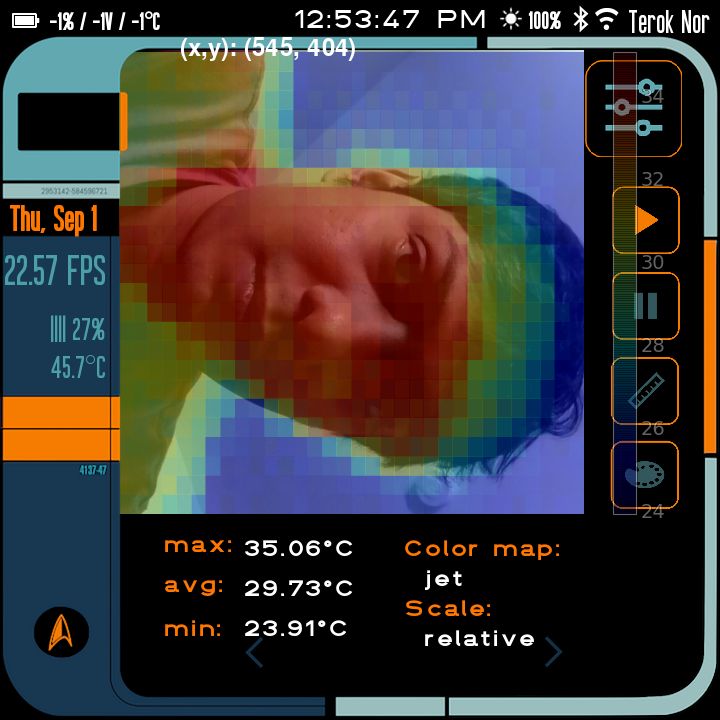 -1% / -1V / -1°C 12:53:47 PM 100% Terok Nor
(x,y): (545, 404)
34
2953142-584596721
32
Thu, Sep 1
22.57 FPS
30
27%
28
45.7°C
26
4137-47
24
max: 35.06°C
avg: 29.73°C
min: 23.91°C
Color map:
jet
Scale:
relative